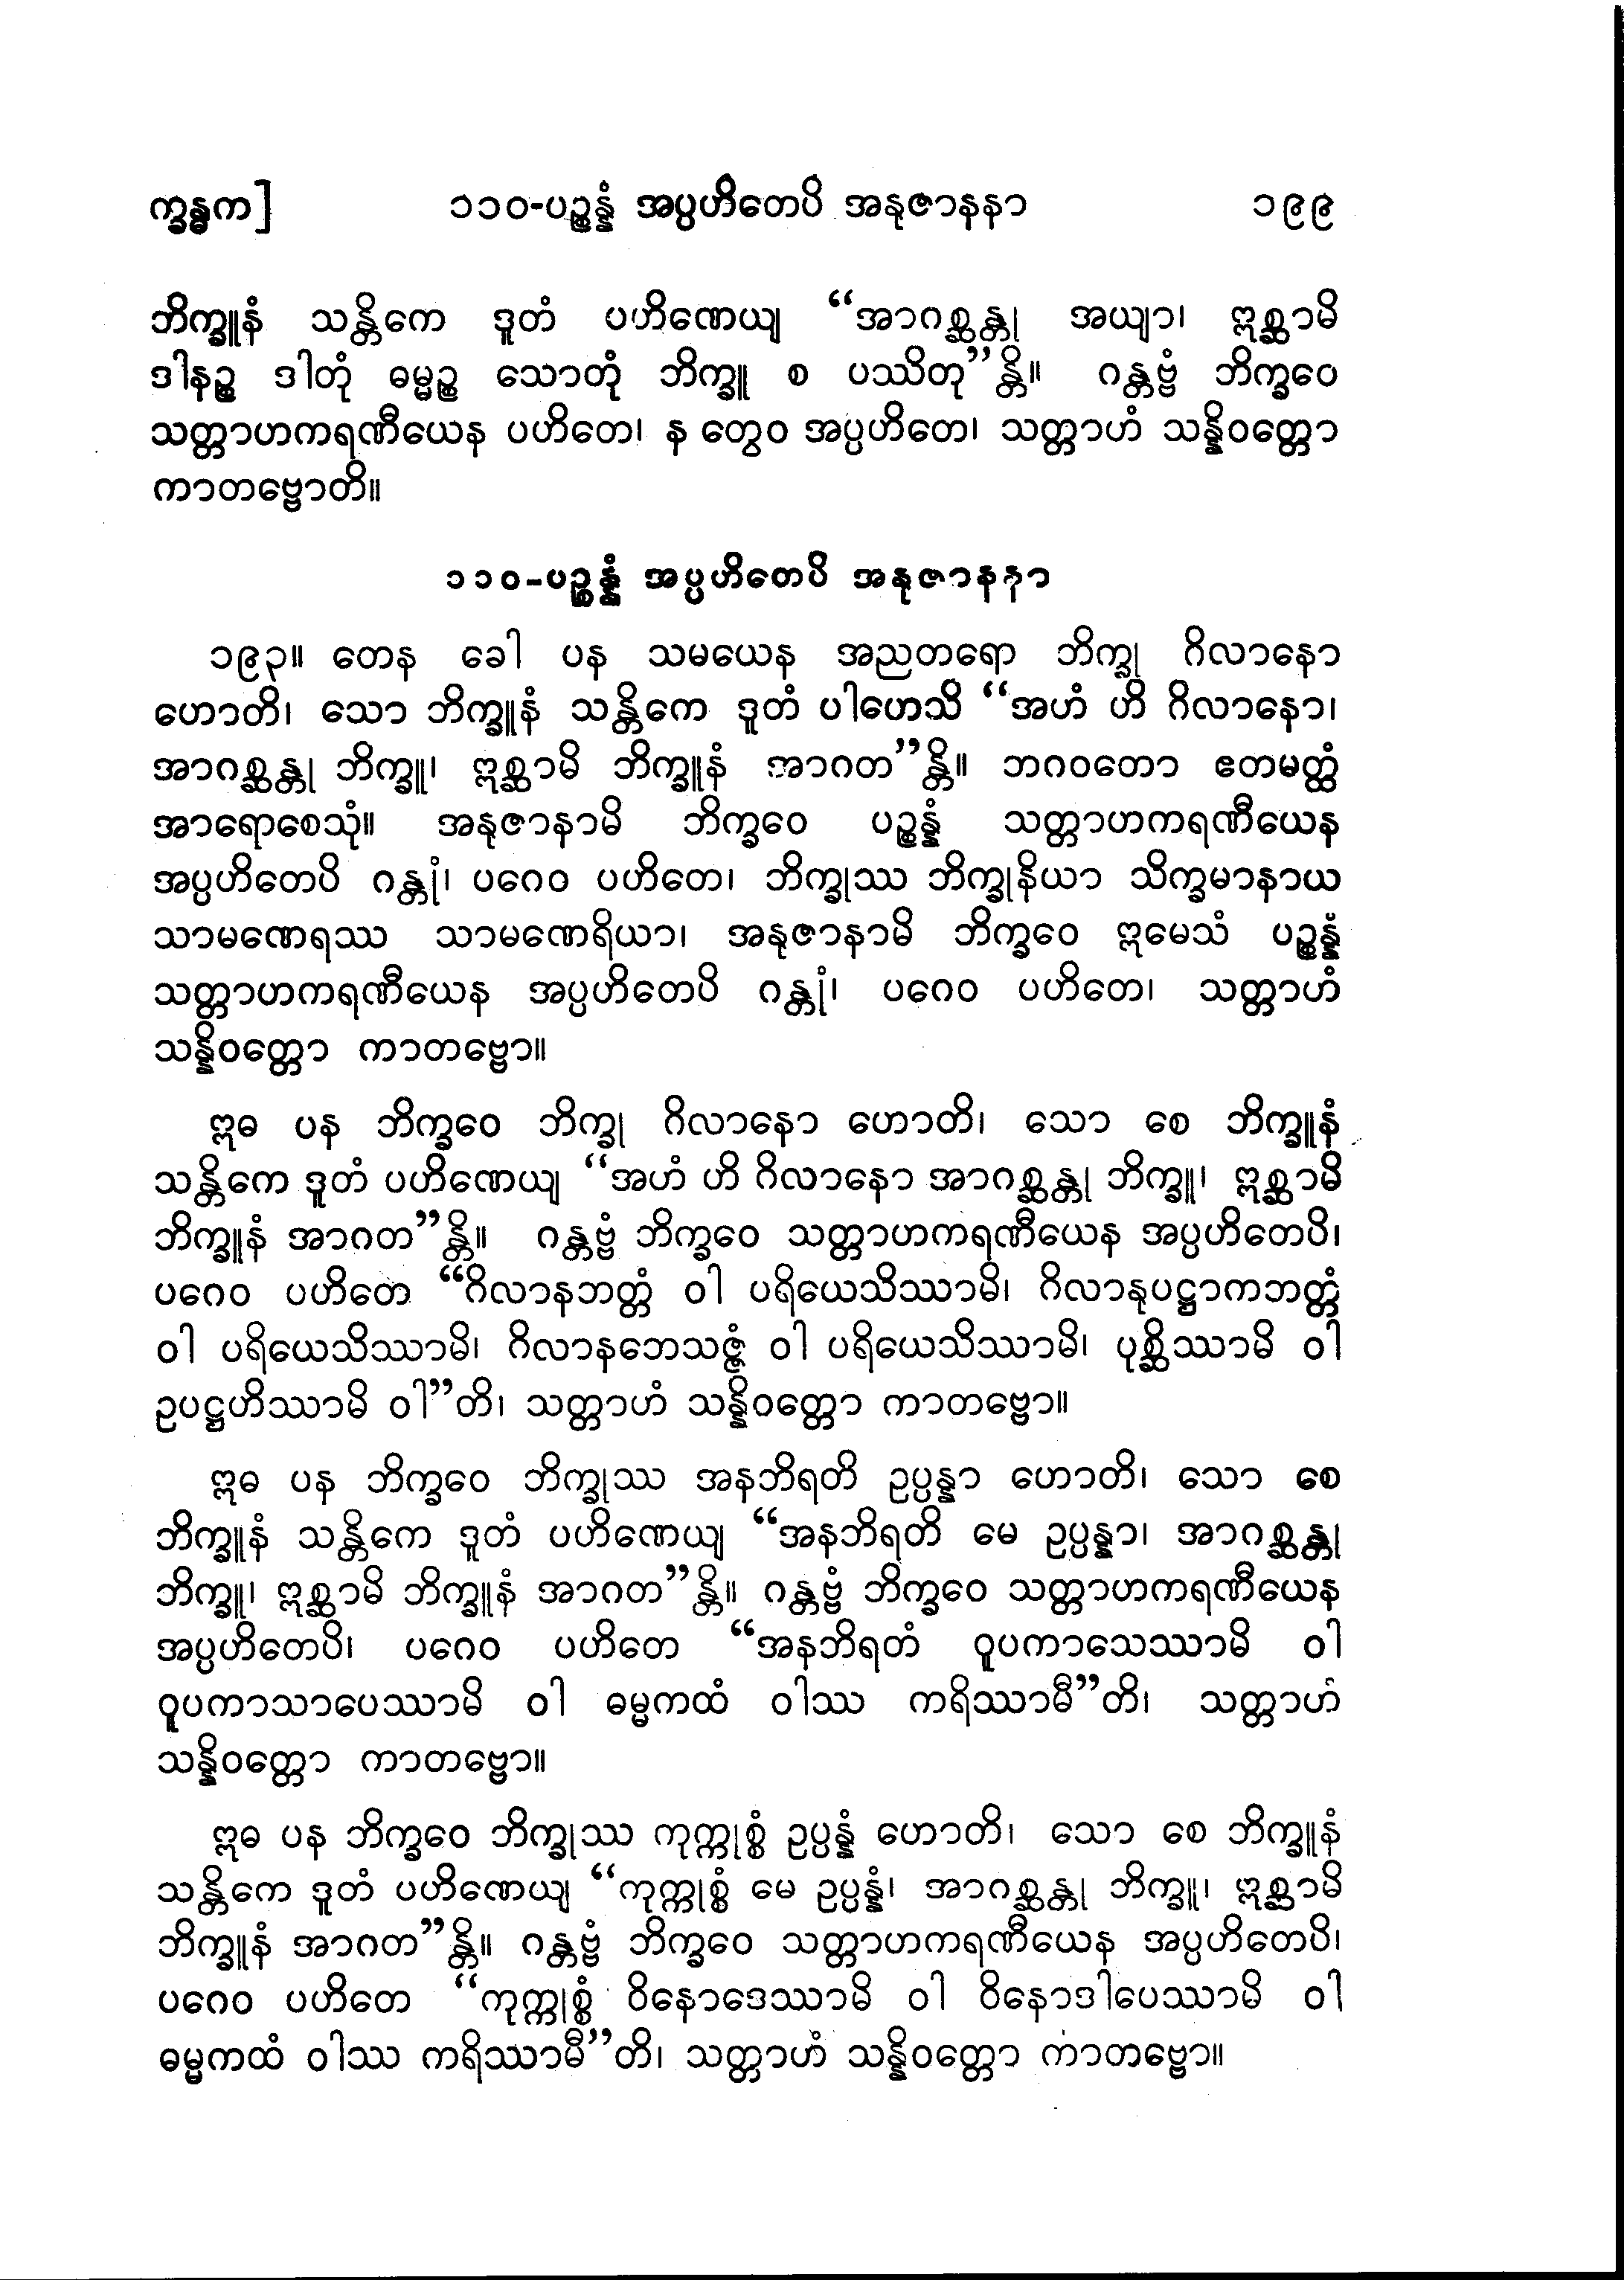 က္ခန္ဓက]	၁၁၀-ပဉ္စန္နံ အပ္ပဟိတေပိ အနုဇာနနာ	၁၉၉
ဘိက္ခူနံ သန္တိကေ ဒူတံ ပဟိဏေယျ “အာဂစ္ဆန္တု အယျာ၊ ဣစ္ဆာမိ
ဒါနဉ္စ ဒါတုံ ဓမ္မဉ္စ သောတုံ ဘိက္ခူ စ ပဿိတု”န္တိ။ ဂန္တဗ္ဗံ ဘိက္ခဝေ
သတ္တာဟကရဏီယေန ပဟိတေ၊ န တွေဝ အပ္ပဟိတေ၊ သတ္တာဟံ သန္နိဝတ္တော
ကာတဗ္ဗောတိ။
၁၁၀-ပဉ္စန္နံ အပ္ပဟိတေပိ အနုဇာနနာ
၁၉၃။ တေန ခေါ ပန သမယေန အညတရော ဘိက္ခု ဂိလာနော
ဟောတိ၊ သော ဘိက္ခူနံ သန္တိကေ ဒူတံ ပါဟေသိ “အဟံ ဟိ ဂိလာနော၊
အာဂစ္ဆန္တု ဘိက္ခူ၊ ဣစ္ဆာမိ ဘိက္ခူနံ အာဂတ”န္တိ။ ဘဂဝတော ဧတမတ္ထံ
အာရောစေသုံ။ အနုဇာနာမိ ဘိက္ခဝေ ပဉ္စန္နံ သတ္တာဟကရဏီယေန
အပ္ပဟိတေပိ ဂန္တုံ၊ ပဂေဝ ပဟိတေ၊ ဘိက္ခုဿ ဘိက္ခုနိယာ သိက္ခမာနာယ
သာမဏေရဿ သာမဏေရိယာ၊ အနုဇာနာမိ ဘိက္ခဝေ ဣမေသံ ပဉ္စန္နံ
သတ္တာဟကရဏီယေန အပ္ပဟိတေပိ ဂန္တုံ၊ ပဂေဝ ပဟိတေ၊ သတ္တာဟံ
သန္နိဝတ္တော ကာတဗ္ဗော။
ဣဓ ပန ဘိက္ခဝေ ဘိက္ခု ဂိလာနော ဟောတိ၊ သော စေ ဘိက္ခူနံ
သန္တိကေ ဒူတံ ပဟိဏေယျ “အဟံ ဟိ ဂိလာနော အာဂစ္ဆန္တု ဘိက္ခူ၊ ဣစ္ဆာမိ
ဘိက္ခူနံ အာဂတ”န္တိ။ ဂန္တဗ္ဗံ ဘိက္ခဝေ သတ္တာဟကရဏီယေန အပ္ပဟိတေပိ၊
ပဂေဝ ပဟိတေ “ဂိလာနဘတ္တံ ဝါ ပရိယေသိဿာမိ၊ ဂိလာနုပဋ္ဌာကဘတ္တံ
ဝါ ပရိယေသိဿာမိ၊ ဂိလာနဘေသဇ္ဇံ ဝါ ပရိယေသိဿာမိ၊ ပုစ္ဆိဿာမိ ဝါ
ဥပဋ္ဌဟိဿာမိ ဝါ”တိ၊ သတ္တာဟံ သန္နိဝတ္တော ကာတဗ္ဗော။
ဣဓ ပန ဘိက္ခဝေ ဘိက္ခုဿ အနဘိရတိ ဥပ္ပန္နာ ဟောတိ၊ သော စေ
ဘိက္ခူနံ သန္တိကေ ဒူတံ ပဟိဏေယျ “အနဘိရတိ မေ ဥပ္ပန္နာ၊ အာဂစ္ဆန္တု
ဘိက္ခူ၊ ဣစ္ဆာမိ ဘိက္ခူနံ အာဂတ”န္တိ။ ဂန္တဗ္ဗံ ဘိက္ခဝေ သတ္တာဟကရဏီယေန
အပ္ပဟိတေပိ၊ ပဂေဝ ပဟိတေ “အနဘိရတံ ဝူပကာသေဿာမိ ဝါ
ဝူပကာသာပေဿာမိ ဝါ ဓမ္မကထံ ဝါဿ ကရိဿာမီ”တိ၊ သတ္တာဟံ
သန္နိဝတ္တော ကာတဗ္ဗော။
ဣဓ ပန ဘိက္ခဝေ ဘိက္ခုဿ ကုက္ကုစ္စံ ဥပ္ပန္နံ ဟောတိ၊ သော စေ ဘိက္ခူနံ
သန္တိကေ ဒူတံ ပဟိဏေယျ “ကုက္ကုစ္စံ မေ ဥပ္ပန္နံ၊ အာဂစ္ဆန္တု ဘိက္ခူ၊ ဣစ္ဆာမိ
ဘိက္ခူနံ အာဂတ”န္တိ။ ဂန္တဗ္ဗံ ဘိက္ခဝေ သတ္တာဟကရဏီယေန အပ္ပဟိတေပိ၊
ပဂေဝ ပဟိတေ “ကုက္ကုစ္စံ ဝိနောဒေဿာမိ ဝါ ဝိနောဒါပေဿာမိ ဝါ
ဓမ္မကထံ ဝါဿ ကရိဿာမီ”တိ၊ သတ္တာဟံ သန္နိဝတ္တော ကာတဗ္ဗော။